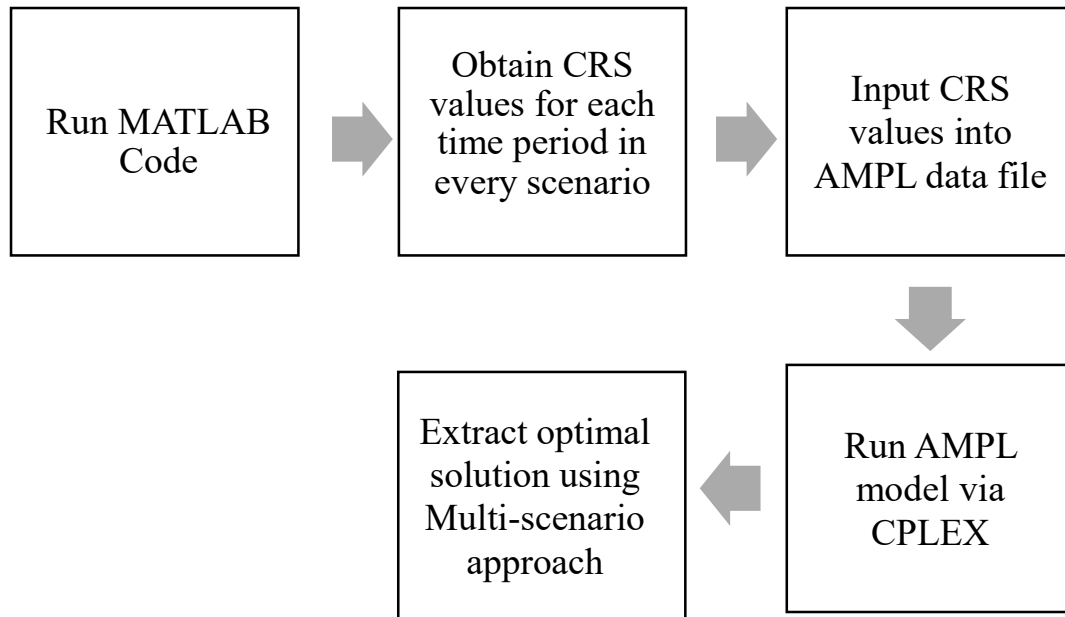 Run MATLAB
Code
Obtain CRS
values for each
time period in
every scenario
Input CRS
values into
AMPL data file
Run AMPL
model via
CPLEX
Extract optimal
solution using
Multi-scenario
approach